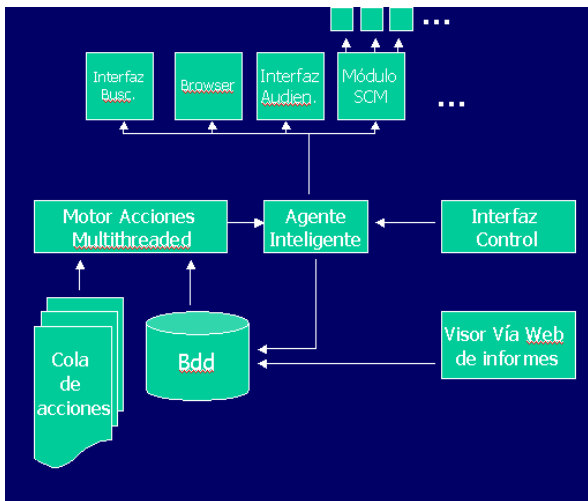 ...
Interfaz
Busc.
Browser
Interfaz
Audien.
Módulo
SCM
...
Motor Acciones
Multithreaded
Agente
Inteligente
Interfaz
Control
Cola
de
acciones
Bdd
Visor Vía Web
de informes